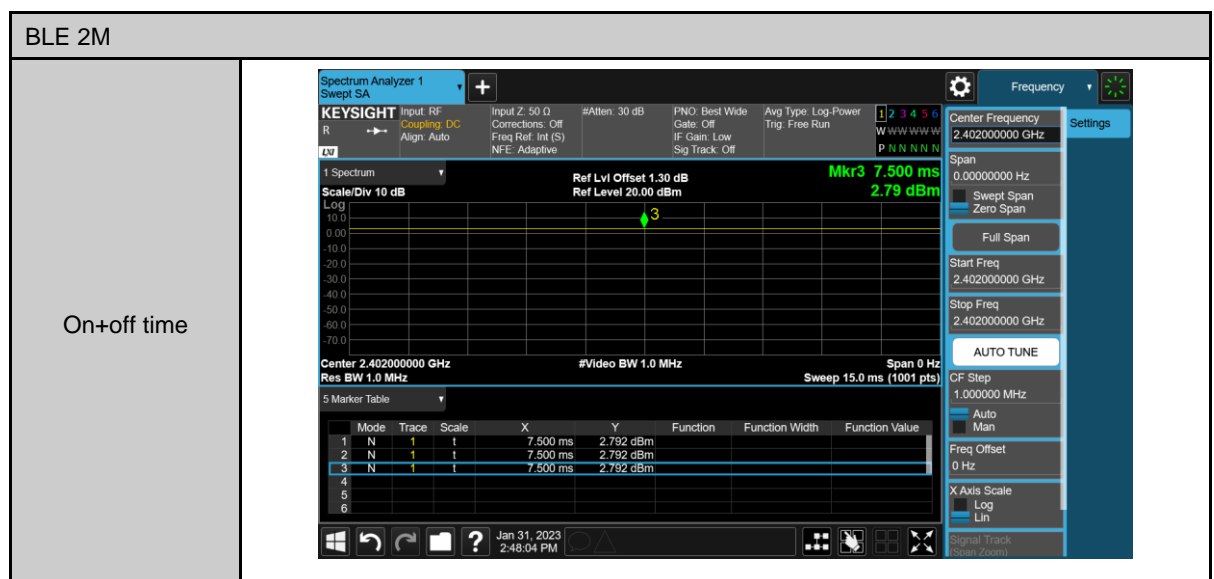 BLE 2M
On+off time
Spectrum Analyzer 1
Swept SA
Frequency
KEYSIGHT Input: RF
R Coupling: DC
Align: Auto
LXI
Input Z: 50 Ω
Corrections: Off
Freq Ref: Int (S)
NFE: Adaptive
#Atten: 30 dB
PNO: Best Wide
Gate: Off
IF Gain: Low
Sig Track: Off
Avg Type: Log-Power
Trig: Free Run
1 2 3 4 5 6
W W W W W W
P N N N N N
1 Spectrum
Scale/Div 10 dB
Ref Lvl Offset 1.30 dB
Ref Level 20.00 dBm
Mkr3 7.500 ms
2.79 dBm
Log
10.0
0.00
-10.0
-20.0
-30.0
-40.0
-50.0
-60.0
-70.0
3
Center 2.402000000 GHz #Video BW 1.0 MHz Span 0 Hz
Res BW 1.0 MHz Sweep 15.0 ms (1001 pts)
5 Marker Table
Mode Trace Scale X Y Function Function Width Function Value
1 N 1 t 7.500 ms 2.792 dBm
2 N 1 t 7.500 ms 2.792 dBm
3 N 1 t 7.500 ms 2.792 dBm
4
5
6
? Jan 31, 2023
2:48:04 PM
Settings
Center Frequency
2.402000000 GHz
Span
0.00000000 Hz
Swept Span
Zero Span
Full Span
Start Freq
2.402000000 GHz
Stop Freq
2.402000000 GHz
AUTO TUNE
CF Step
1.000000 MHz
Auto
Man
Freq Offset
0 Hz
X Axis Scale
Log
Lin
Signal Track
(Span Zoom)